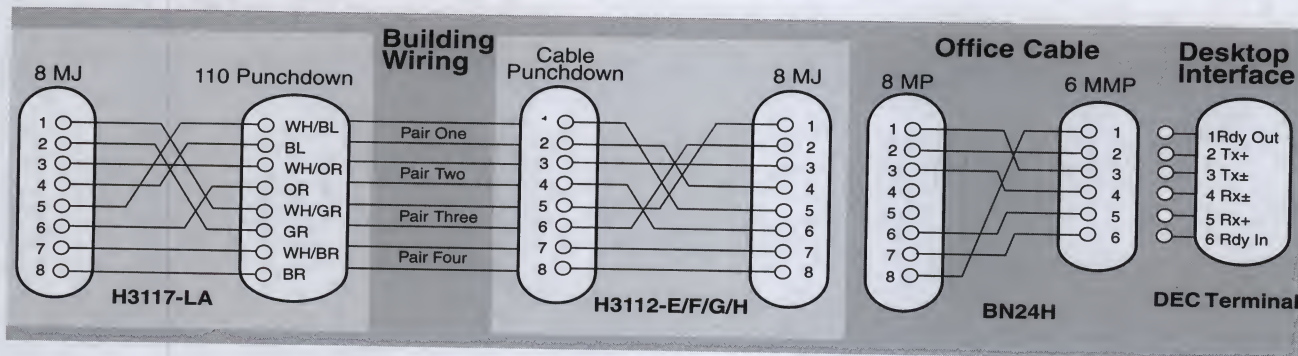 Building
Wiring
8 MJ
110 Punchdown
1
2
3
4
5
6
7
8
WH/BL
BL
WH/OR
OR
WH/GR
GR
WH/BR
BR
H3117-LA
Pair One
Pair Two
Pair Three
Pair Four
Cable
Punchdown
8 MJ
2
3
4
5
6
7
8
1
2
3
4
5
6
7
8
H3112-E/F/G/H
Office Cable
8 MP
6 MMP
1
2
3
4
5
6
7
8
1
2
3
4
5
6
BN24H
Desktop
Interface
1Rdy Out
2 Tx+
3 Tx±
4 Rx±
5 Rx+
6 Rdy In
DEC Terminal